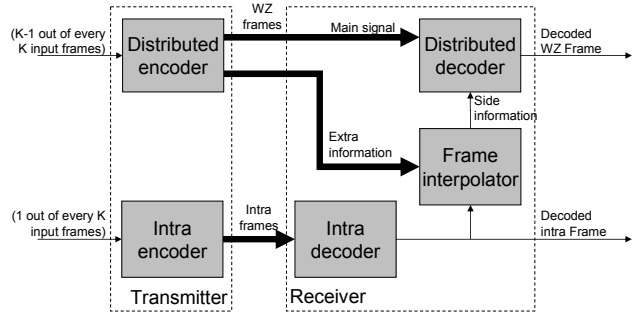 (K-1 out of every
K input frames)
Distributed
encoder
WZ
frames
Main signal
Distributed
decoder
Decoded
WZ Frame
Side
information
Extra
information
Frame
interpolator
(1 out of every K
input frames)
Intra
encoder
Intra
frames
Intra
decoder
Decoded
intra Frame
Transmitter
Receiver